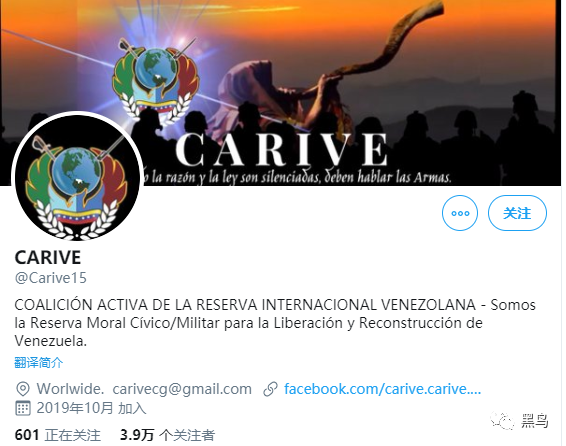 CARIVE
o la razón y la ley son silenciadas, deben hablar las Armas.
关注
CARIVE
@Carive15
COALICIÓN ACTIVA DE LA RESERVA INTERNACIONAL VENEZOLANA - Somos
la Reserva Moral Cívico/Militar para la Liberación y Reconstrucción de
Venezuela.
翻译简介
Worlwide. carivecg@gmail.com facebook.com/carive.carive....
2019年10月 加入
601 正在关注 3.9万 个关注者
黑鸟